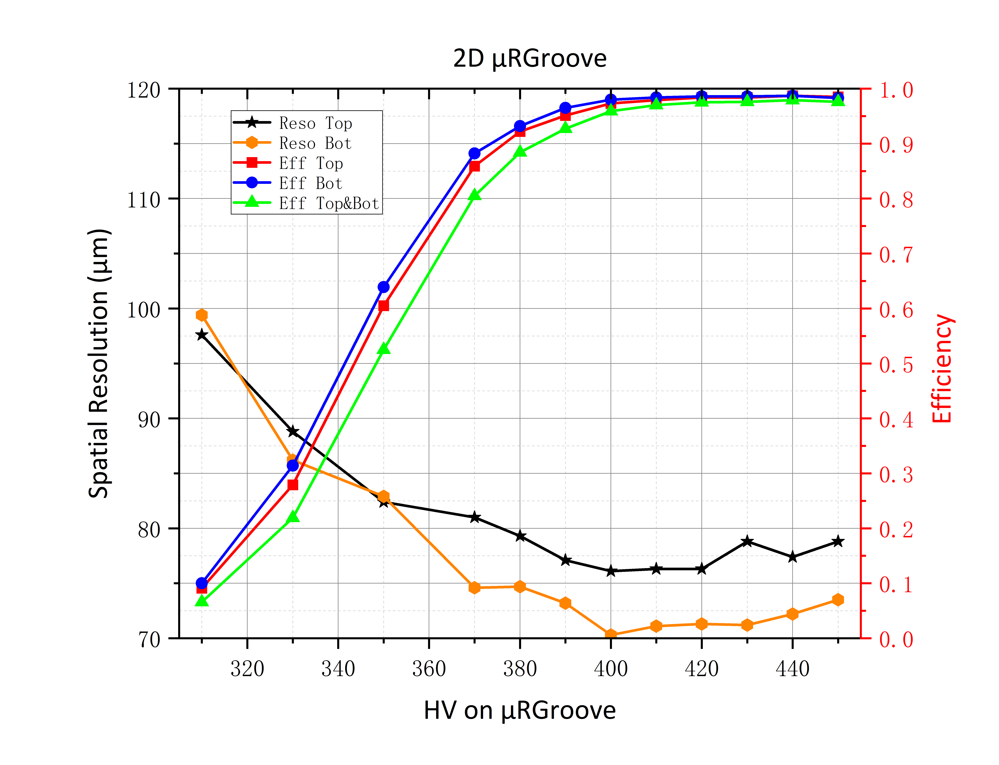 2D μRGroove
120
110
100
90
80
70
Spatial Resolution (μm)
Reso Top
Reso Bot
Eff Top
Eff Bot
Eff Top&Bot
1.0
0.9
0.8
0.7
0.6
0.5
0.4
0.3
0.2
0.1
0.0
Efficiency
320 340 360 380 400 420 440
HV on μRGroove